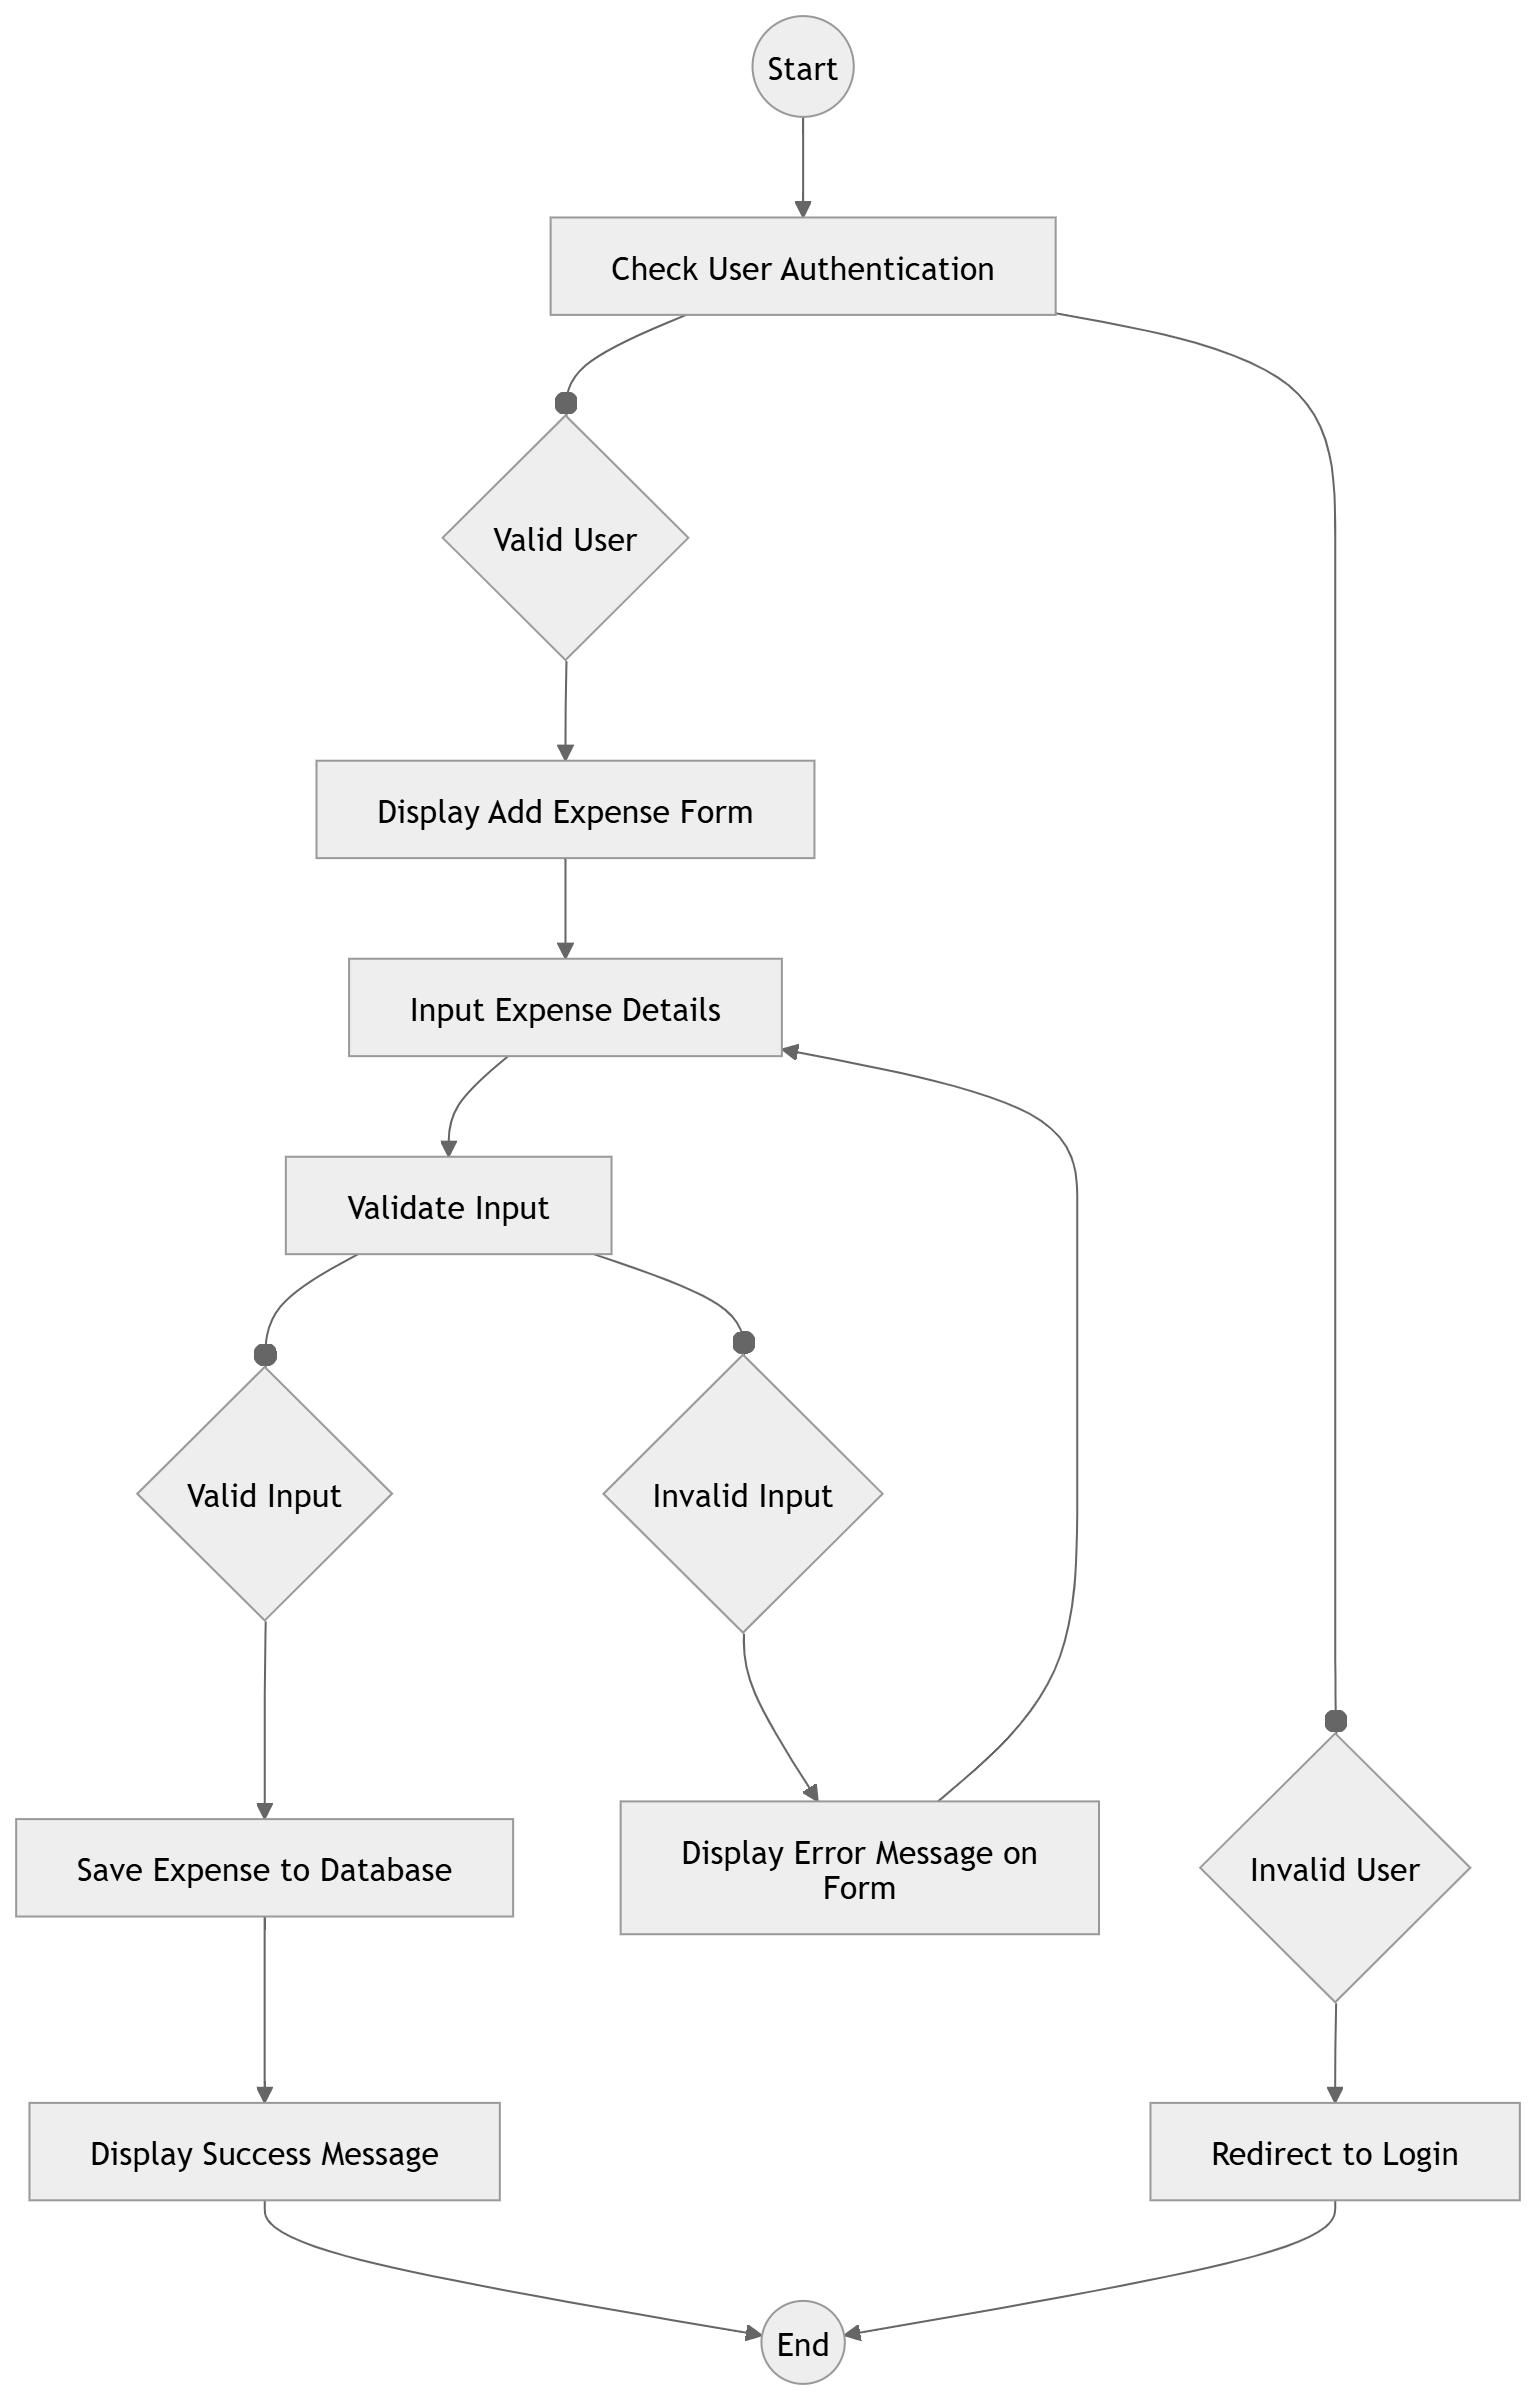 Start
Check User Authentication
Valid User
Display Add Expense Form
Input Expense Details
Validate Input
Valid Input
Invalid Input
Display Error Message on
Form
Save Expense to Database
Invalid User
Display Success Message
Redirect to Login
End